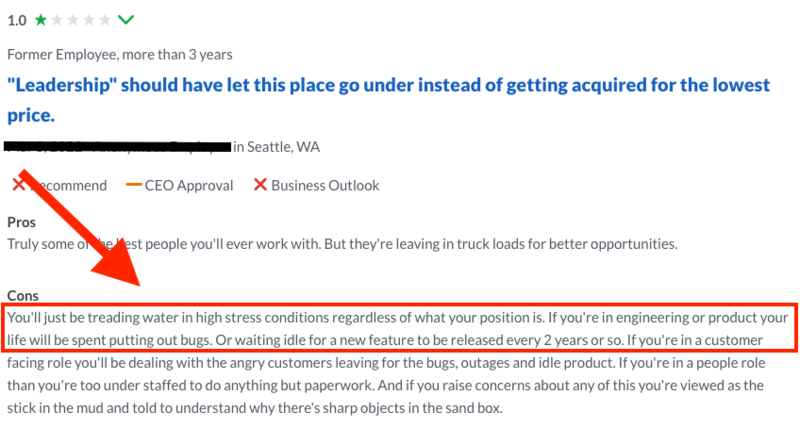 1.0
Former Employee, more than 3 years
"Leadership" should have let this place go under instead of getting acquired for the lowest
price.
in Seattle, WA
Recommend CEO Approval Business Outlook
Pros
Truly some of the best people you'll ever work with. But they're leaving in truck loads for better opportunities.
Cons
You'll just be treading water in high stress conditions regardless of what your position is. If you're in engineering or product your
life will be spent putting out bugs. Or waiting idle for a new feature to be released every 2 years or so. If you're in a customer
facing role you'll be dealing with the angry customers leaving for the bugs, outages and idle product. If you're in a people role
than you're too under staffed to do anything but paperwork. And if you raise concerns about any of this you're viewed as the
stick in the mud and told to understand why there's sharp objects in the sand box.